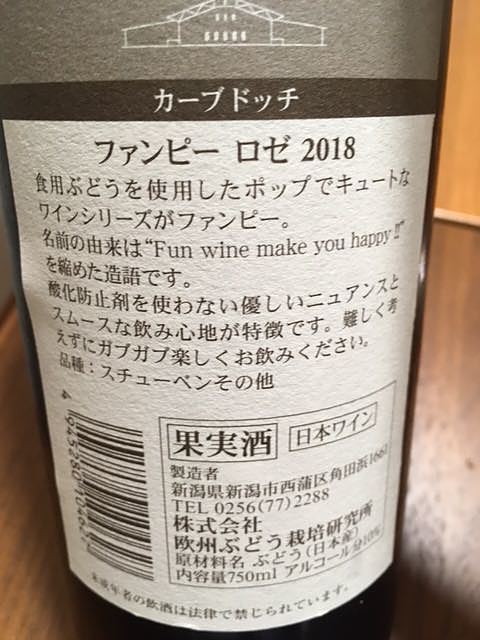 カーブドッチ
ファンピー ロゼ 2018
食用ぶどうを使用したポップでキュートな
ワインシリーズがファンピー。
名前の由来は“Fun wine make you happy !!”
を縮めた造語です。
酸化防止剤を使わない優しいニュアンスと
スムースな飲み心地が特徴です。難しく考
えずにガブガブ楽しくお飲みください。
品種：スチューベンその他
果実酒 日本ワイン
製造者
新潟県新潟市西蒲区角田浜1661
TEL 0256(77)2288
株式会社
欧州ぶどう栽培研究所
原材料名 ぶどう(日本産)
内容量750ml アルコール分10%
未成年者の飲酒は法律で禁じられています。